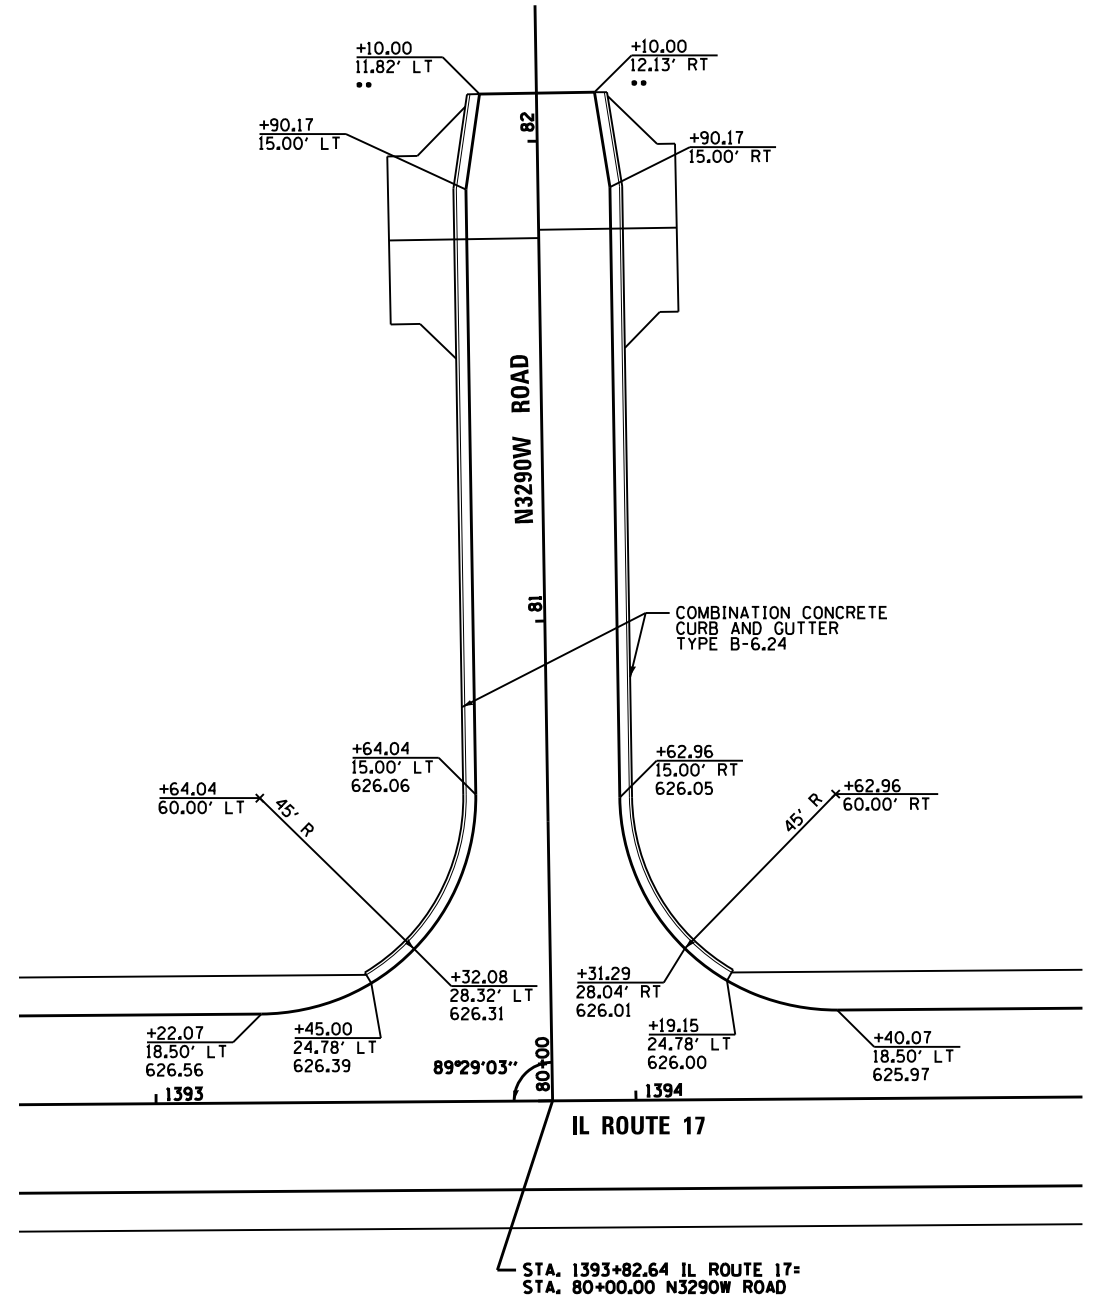 +10.00
11.82' LT
••
+10.00
12.13' RT
••
+90.17
15.00' LT
82
+90.17
15.00' RT
N3290W ROAD
81
COMBINATION CONCRETE
CURB AND GUTTER
TYPE B-6.24
+64.04
15.00' LT
626.06
+62.96
15.00' RT
626.05
+64.04
60.00' LT
45' R
45' R
+62.96
60.00' RT
+32.08
28.32' LT
626.31
+31.29
28.04' RT
626.01
+22.07
18.50' LT
626.56
+45.00
24.78' LT
626.39
+19.15
24.78' LT
626.00
+40.07
18.50' LT
625.97
89°29'03"
80+00
1393
1394
IL ROUTE 17
STA. 1393+82.64 IL ROUTE 17=
STA. 80+00.00 N3290W ROAD